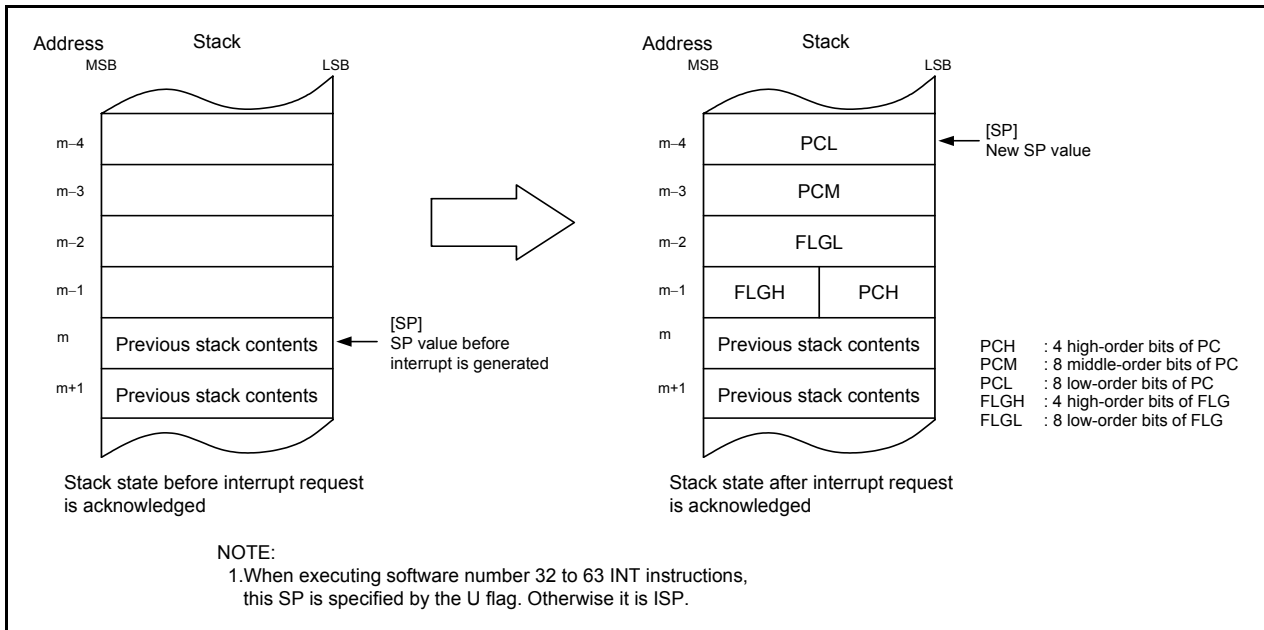 Address
Stack
MSB
LSB
m−4
m−3
m−2
m−1
m
Previous stack contents
m+1
Previous stack contents
[SP]
SP value before
interrupt is generated
Stack state before interrupt request
is acknowledged
Address
Stack
MSB
LSB
m−4
PCL
m−3
PCM
m−2
FLGL
m−1
FLGH
PCH
m
Previous stack contents
m+1
Previous stack contents
[SP]
New SP value
PCH : 4 high-order bits of PC
PCM : 8 middle-order bits of PC
PCL : 8 low-order bits of PC
FLGH : 4 high-order bits of FLG
FLGL : 8 low-order bits of FLG
Stack state after interrupt request
is acknowledged
NOTE:
1.When executing software number 32 to 63 INT instructions,
this SP is specified by the U flag. Otherwise it is ISP.